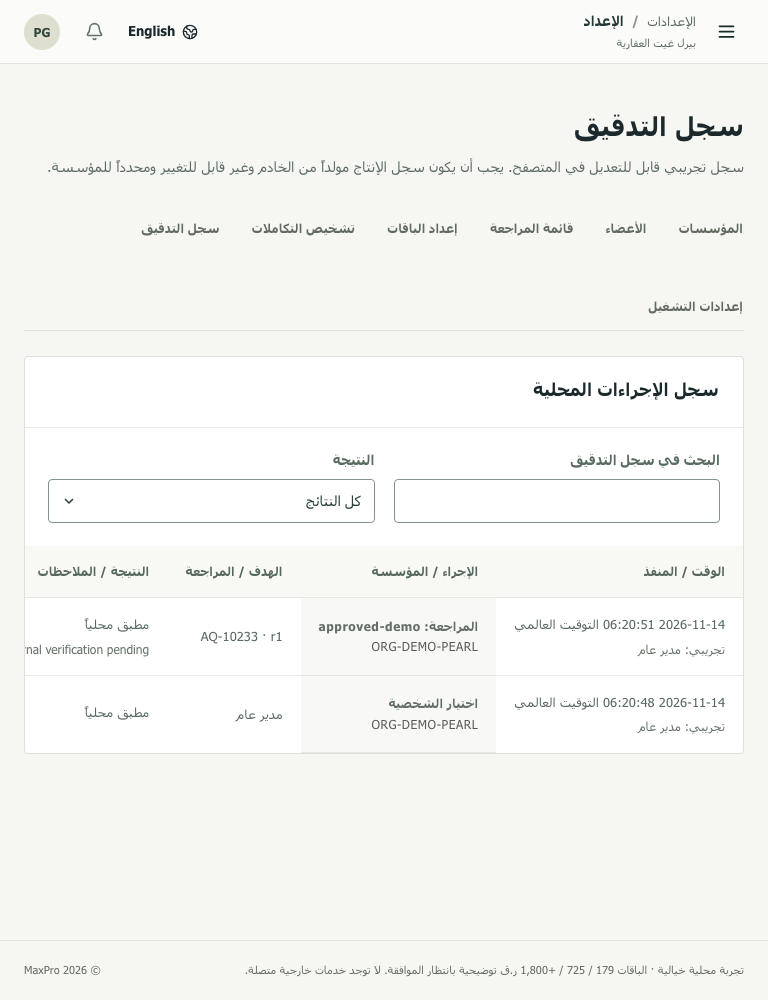 الإعدادات / الإعداد
بيرل غيت العقارية
English
PG
سجل التدقيق
سجل تجريبي قابل للتعديل في المتصفح. يجب أن يكون سجل الإنتاج مولداً من الخادم وغير قابل للتغيير ومحدداً للمؤسسة.
المؤسسات الأعضاء قائمة المراجعة إعداد الباقات تشخيص التكاملات سجل التدقيق
إعدادات التشغيل
سجل الإجراءات المحلية
البحث في سجل التدقيق النتيجة
كل النتائج
الوقت / المنفذ الإجراء / المؤسسة الهدف / المراجعة النتيجة / الملاحظات
2026-11-14 06:20:51 التوقيت العالمي
تجريبي: مدير عام
المراجعة: approved-demo
ORG-DEMO-PEARL
AQ-10233 · r1
مطبق محلياً
verification pending
2026-11-14 06:20:48 التوقيت العالمي
تجريبي: مدير عام
اختيار الشخصية
ORG-DEMO-PEARL
مدير عام
مطبق محلياً
تجربة محلية خيالية · الباقات 179 / 725 / +1,800 ر.ق توضيحية بانتظار الموافقة. لا توجد خدمات خارجية متصلة.
© 2026 MaxPro